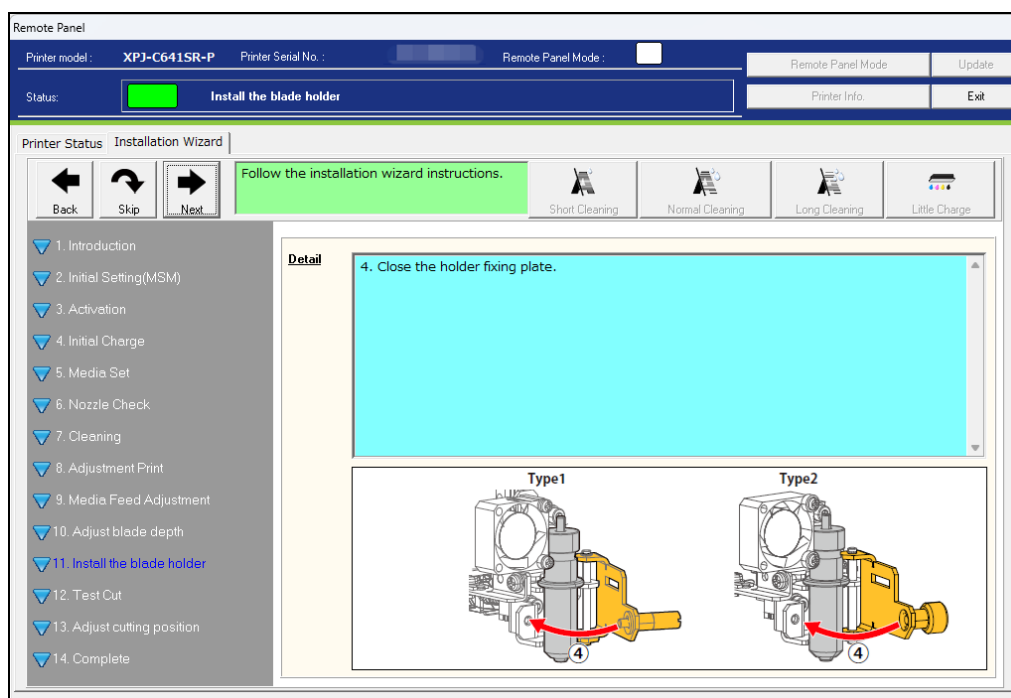 Remote Panel
Printer model : XPJ-C641SR-P Printer Serial No. : Remote Panel Mode :
Remote Panel Mode Update
Status: Install the blade holder
Printer Info. Exit
Printer Status Installation Wizard
Back Skip Next
Follow the installation wizard instructions.
Short Cleaning Normal Cleaning Long Cleaning Little Charge
1. Introduction
2. Initial Setting(MSM)
3. Activation
4. Initial Charge
5. Media Set
6. Nozzle Check
7. Cleaning
8. Adjustment Print
9. Media Feed Adjustment
10. Adjust blade depth
11. Install the blade holder
12. Test Cut
13. Adjust cutting position
14. Complete
Detail
4. Close the holder fixing plate.
Type1 Type2
④ ④